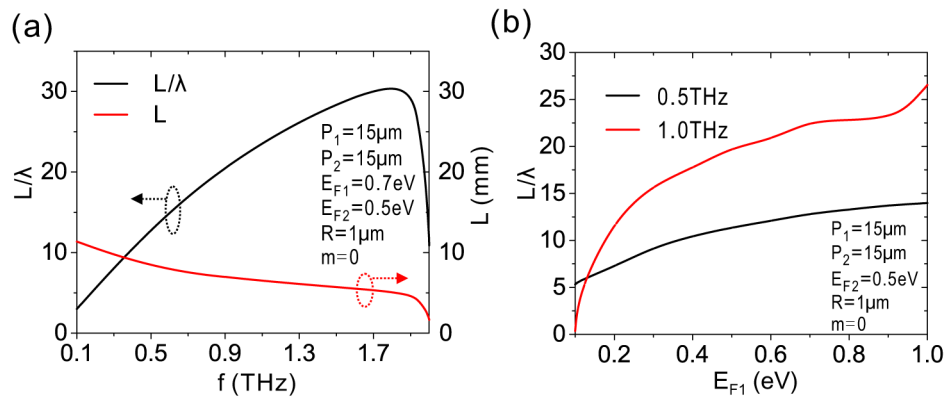 (a)
L/λ
L
P1=15μm
P2=15μm
EF1=0.7eV
EF2=0.5eV
R=1μm
m=0
30
20
10
0
L/λ
30
20
10
0
L (mm)
0.1 0.5 0.9 1.3 1.7
f (THz)
(b)
0.5THz
1.0THz
P1=15μm
P2=15μm
EF2=0.5eV
R=1μm
m=0
30
25
20
15
10
5
0
L/λ
0.2 0.4 0.6 0.8 1.0
EF1 (eV)